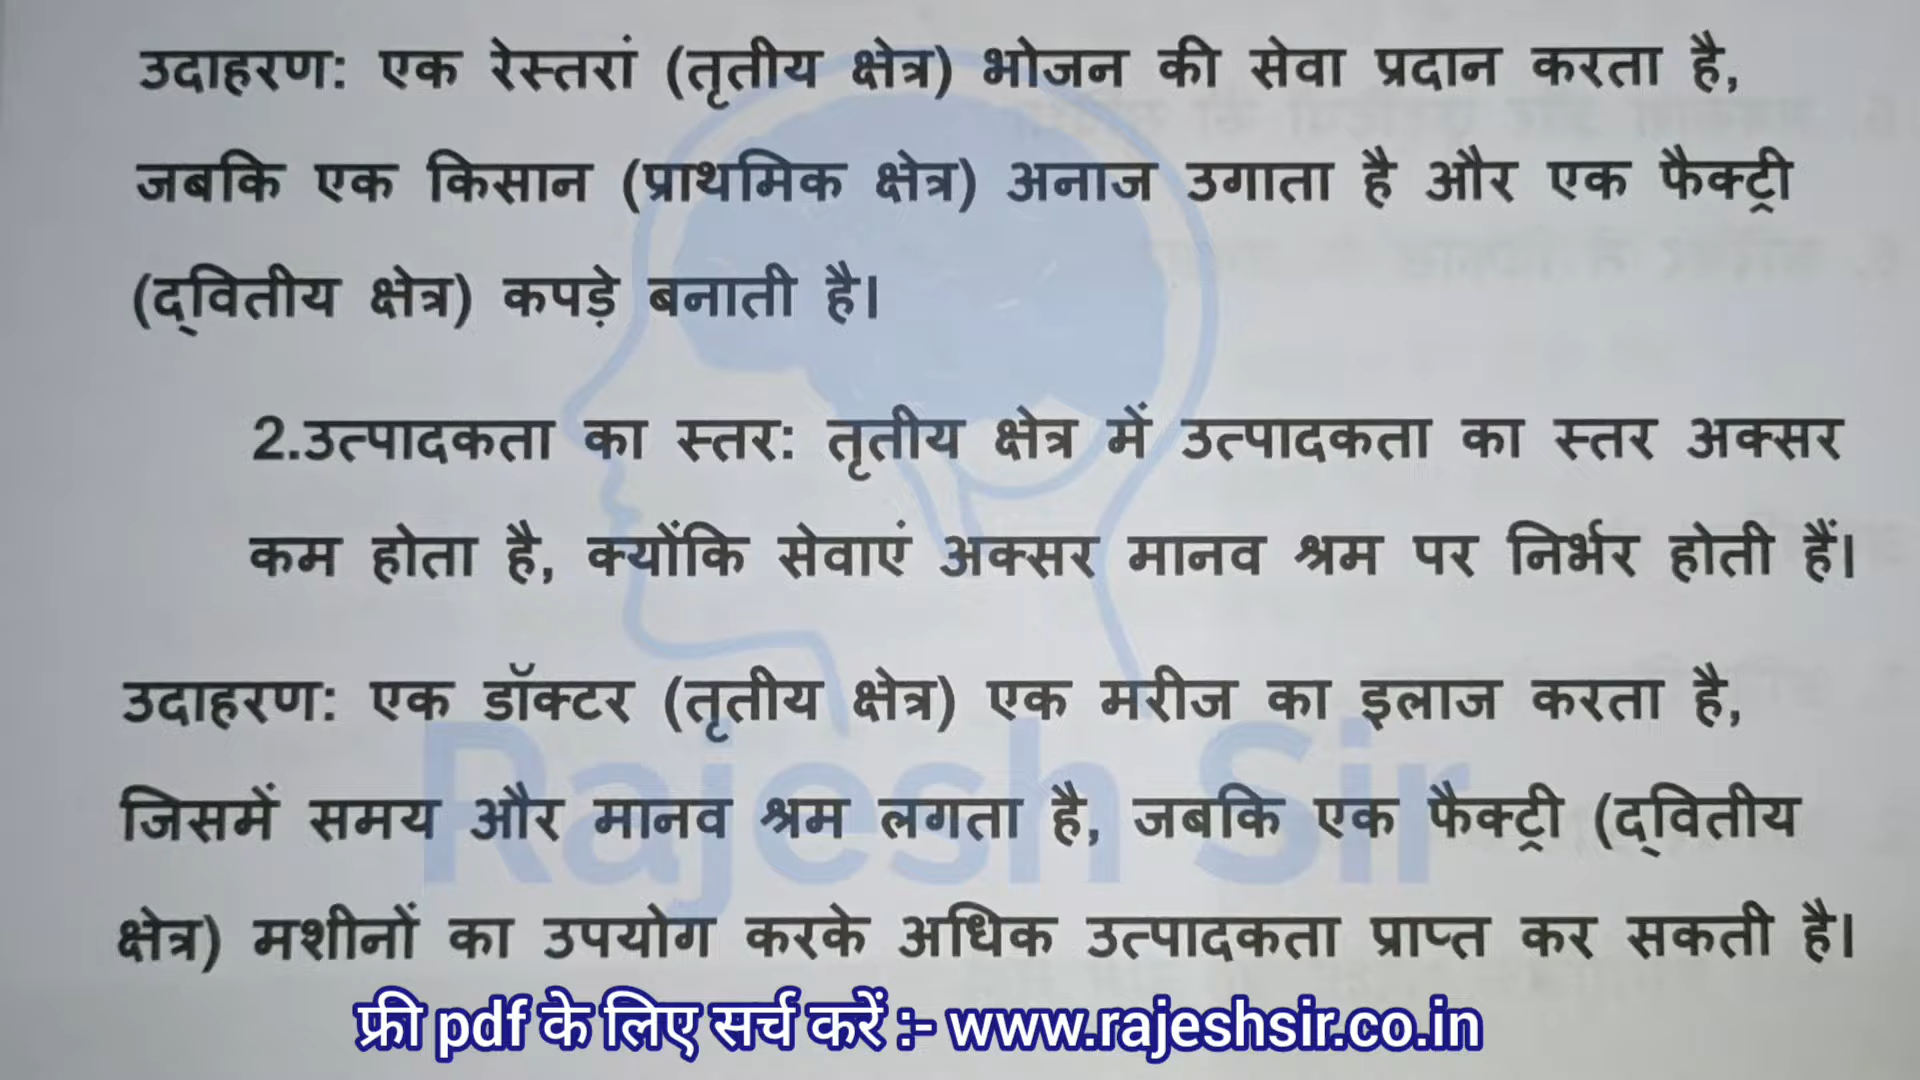 उदाहरण: एक रेस्तरां (तृतीय क्षेत्र) भोजन की सेवा प्रदान करता है,
जबकि एक किसान (प्राथमिक क्षेत्र) अनाज उगाता है और एक फैक्ट्री
(द्वितीय क्षेत्र) कपड़े बनाती है।
2.उत्पादकता का स्तर: तृतीय क्षेत्र में उत्पादकता का स्तर अक्सर
कम होता है, क्योंकि सेवाएं अक्सर मानव श्रम पर निर्भर होती हैं।
उदाहरण: एक डॉक्टर (तृतीय क्षेत्र) एक मरीज का इलाज करता है,
Rajesh Sir
जिसमें समय और मानव श्रम लगता है, जबकि एक फैक्ट्री (द्वितीय
क्षेत्र) मशीनों का उपयोग करके अधिक उत्पादकता प्राप्त कर सकती है।
फ्री pdf के लिए सर्च करें :- www.rajeshsir.co.in